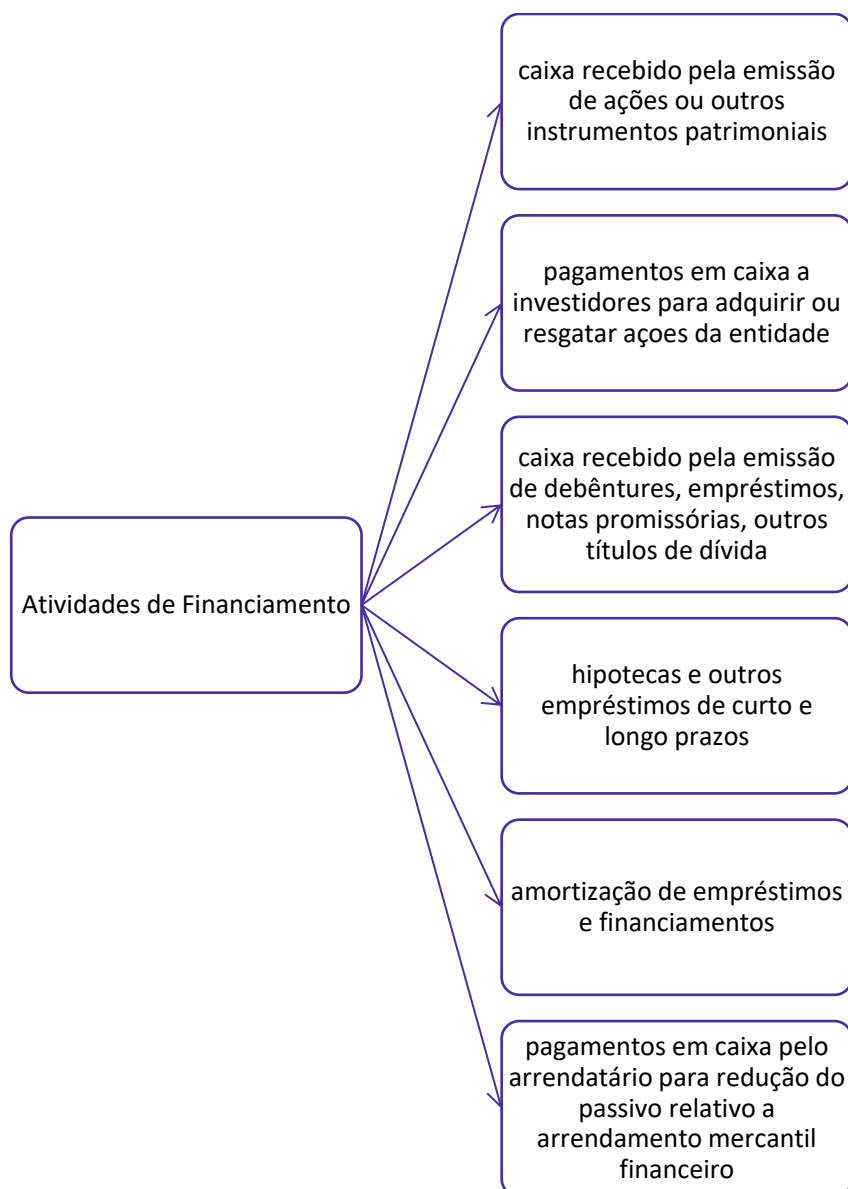 caixa recebido pela emissão
de ações ou outros
instrumentos patrimoniais
pagamentos em caixa a
investidores para adquirir ou
resgatar açoes da entidade
caixa recebido pela emissão
de debêntures, empréstimos,
notas promissórias, outros
títulos de dívida
Atividades de Financiamento
hipotecas e outros
empréstimos de curto e
longo prazos
amortização de empréstimos
e financiamentos
pagamentos em caixa pelo
arrendatário para redução do
passivo relativo a
arrendamento mercantil
financeiro